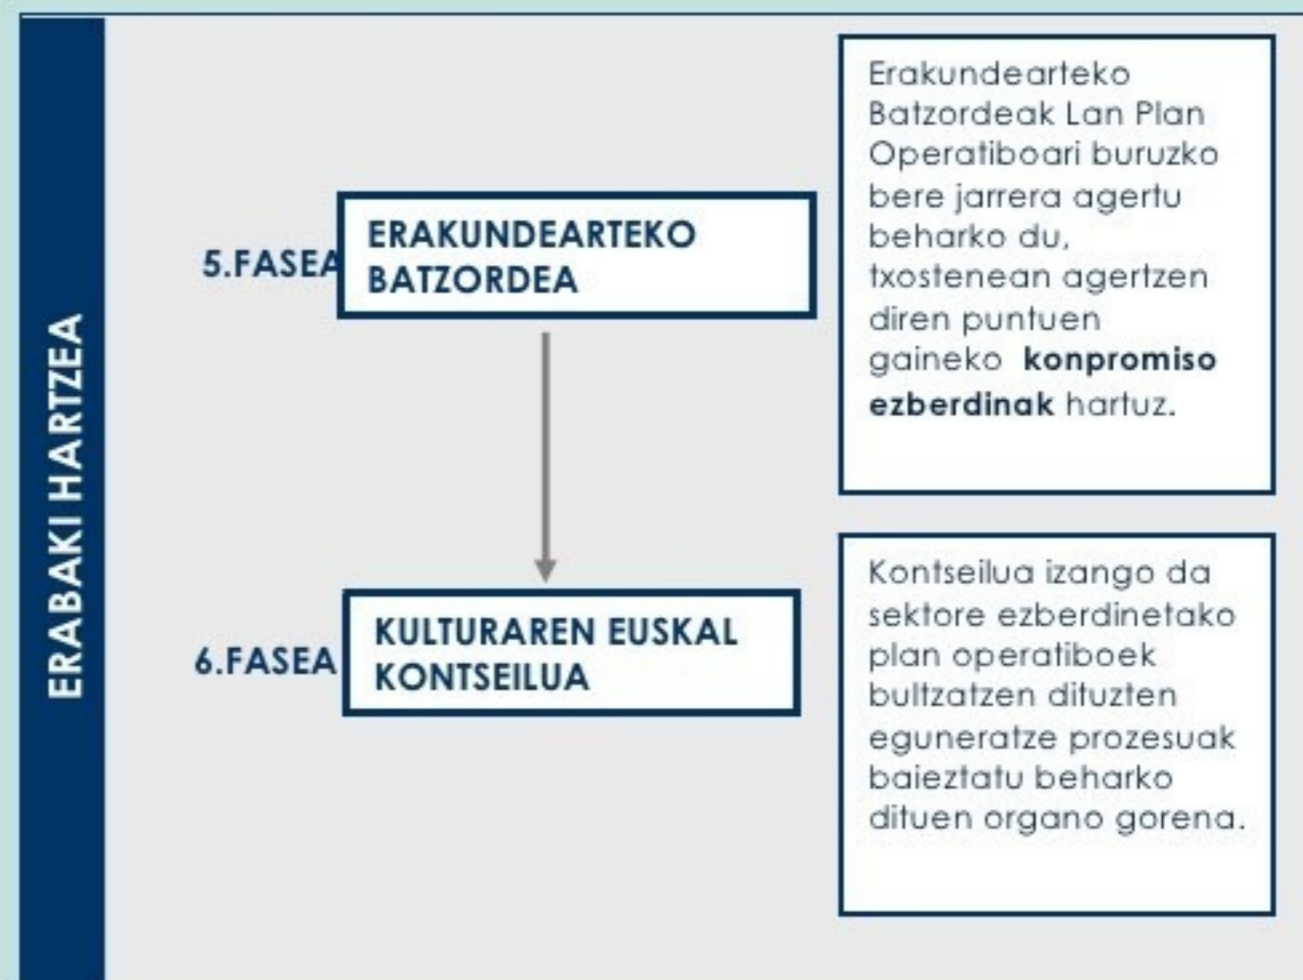 ERABAKI HARTZEA
5.FASEA
ERAKUNDEARTEKO
BATZORDEA
Erakundearteko
Batzordeak Lan Plan
Operatiboari buruzko
bere jarrera agertu
beharko du,
txostenean agertzen
diren puntuen
gaineko konpromiso
ezberdinak hartuz.
6.FASEA
KULTURAREN EUSKAL
KONTSEILUA
Kontseilua izango da
sektore ezberdinetako
plan operatiboek
bultzatzen dituzten
eguneratze prozesuak
baieztatu beharko
dituen organo gorena.